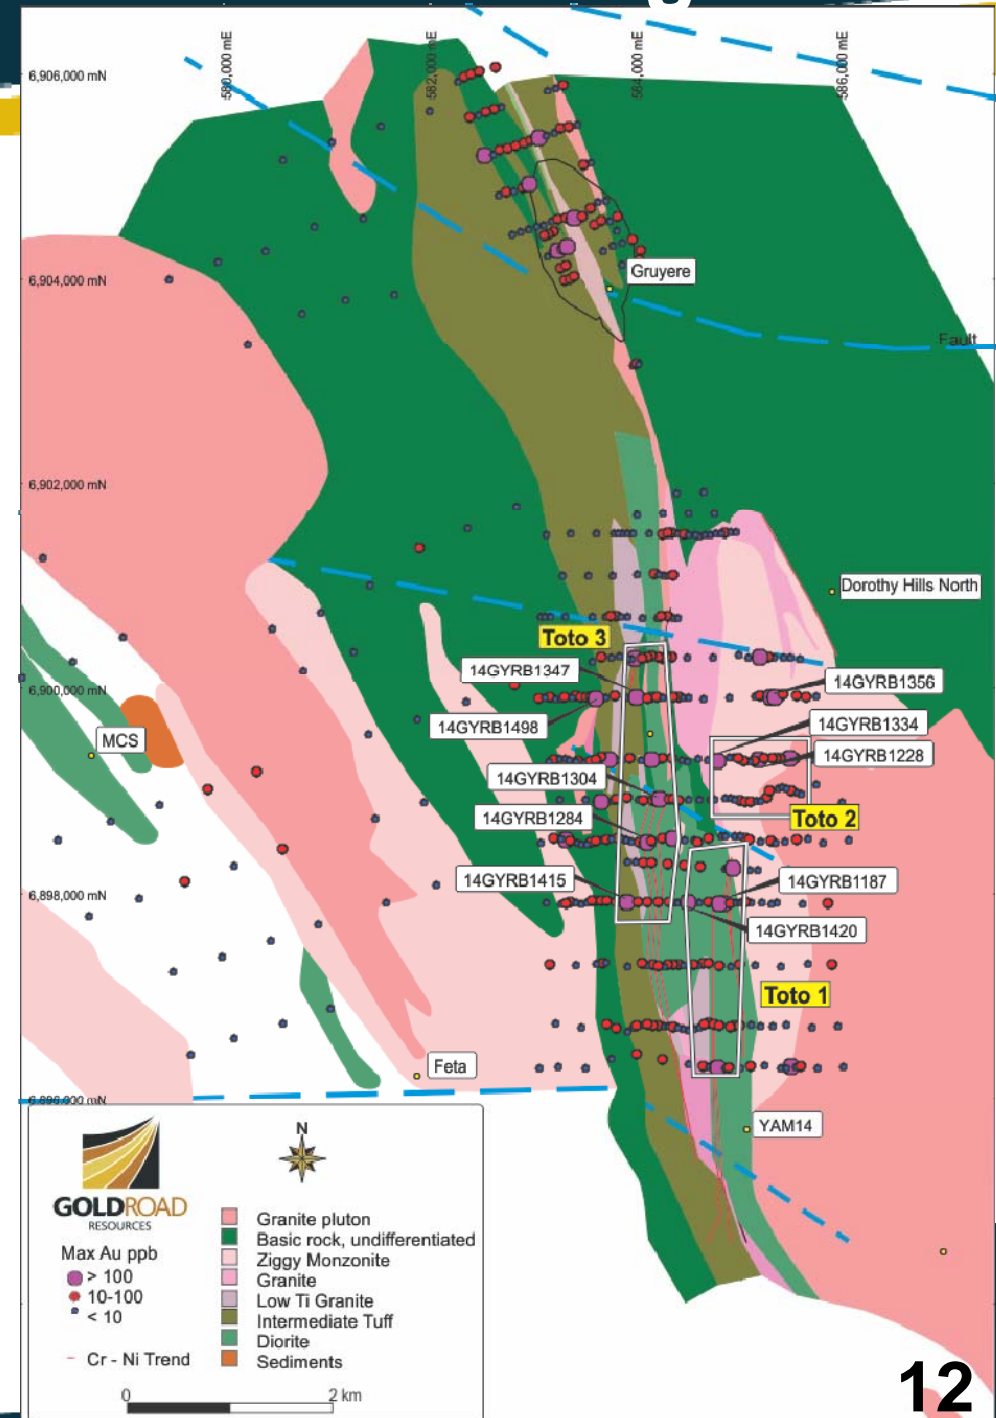 580,000 mE
582,000 mE
584,000 mE
586,000 mE
6,906,000 mN
Gruyere
6,904,000 mN
Fault
6,902,000 mN
Dorothy Hills North
Toto 3
14GYRB1347
14GYRB1356
6,900,000 mN
14GYRB1498
14GYRB1334
MCS
14GYRB1228
14GYRB1304
14GYRB1284
Toto 2
14GYRB1415
14GYRB1187
6,898,000 mN
14GYRB1420
Toto 1
Feta
6,896,000 mN
YAM14
N
GOLDROAD
RESOURCES
Max Au ppb
> 100
10-100
< 10
Cr - Ni Trend
Granite pluton
Basic rock, undifferentiated
Ziggy Monzonite
Granite
Low Ti Granite
Intermediate Tuff
Diorite
Sediments
0
2 km
12